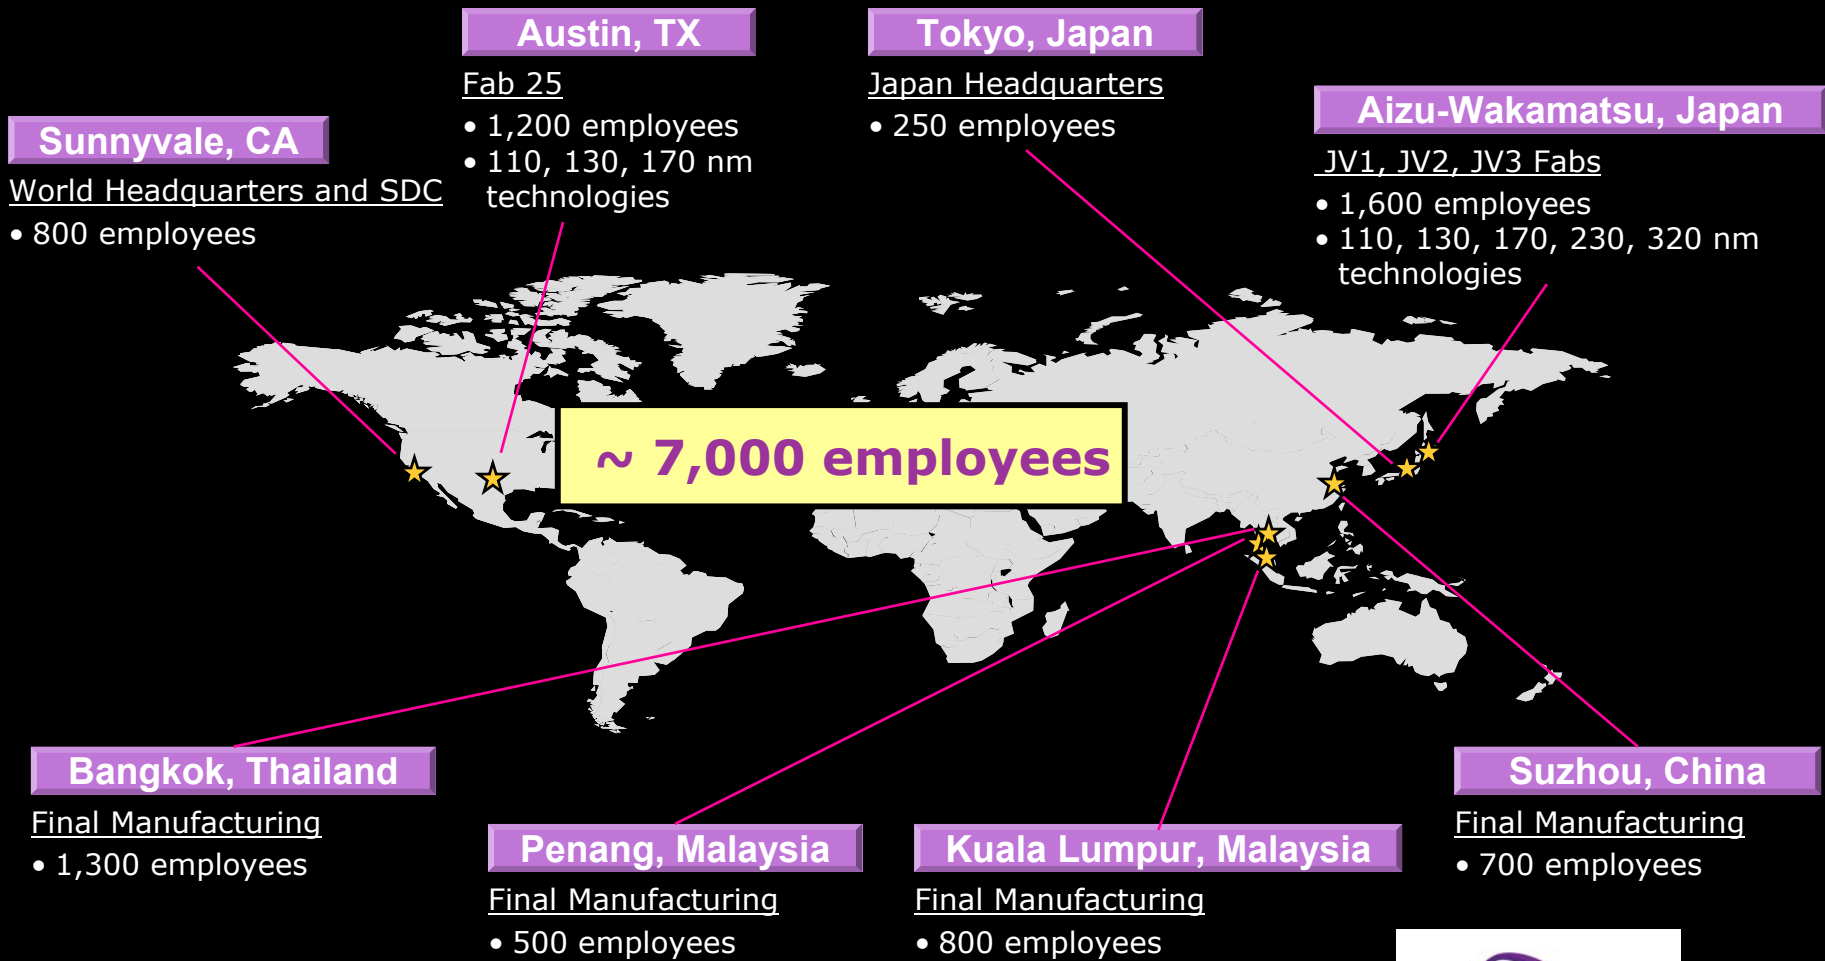 Austin, TX
Fab 25
• 1,200 employees
• 110, 130, 170 nm
technologies
Tokyo, Japan
Japan Headquarters
• 250 employees
Aizu-Wakamatsu, Japan
JV1, JV2, JV3 Fabs
• 1,600 employees
• 110, 130, 170, 230, 320 nm
technologies
Sunnyvale, CA
World Headquarters and SDC
• 800 employees
~ 7,000 employees
Bangkok, Thailand
Final Manufacturing
• 1,300 employees
Penang, Malaysia
Final Manufacturing
• 500 employees
Kuala Lumpur, Malaysia
Final Manufacturing
• 800 employees
Suzhou, China
Final Manufacturing
• 700 employees